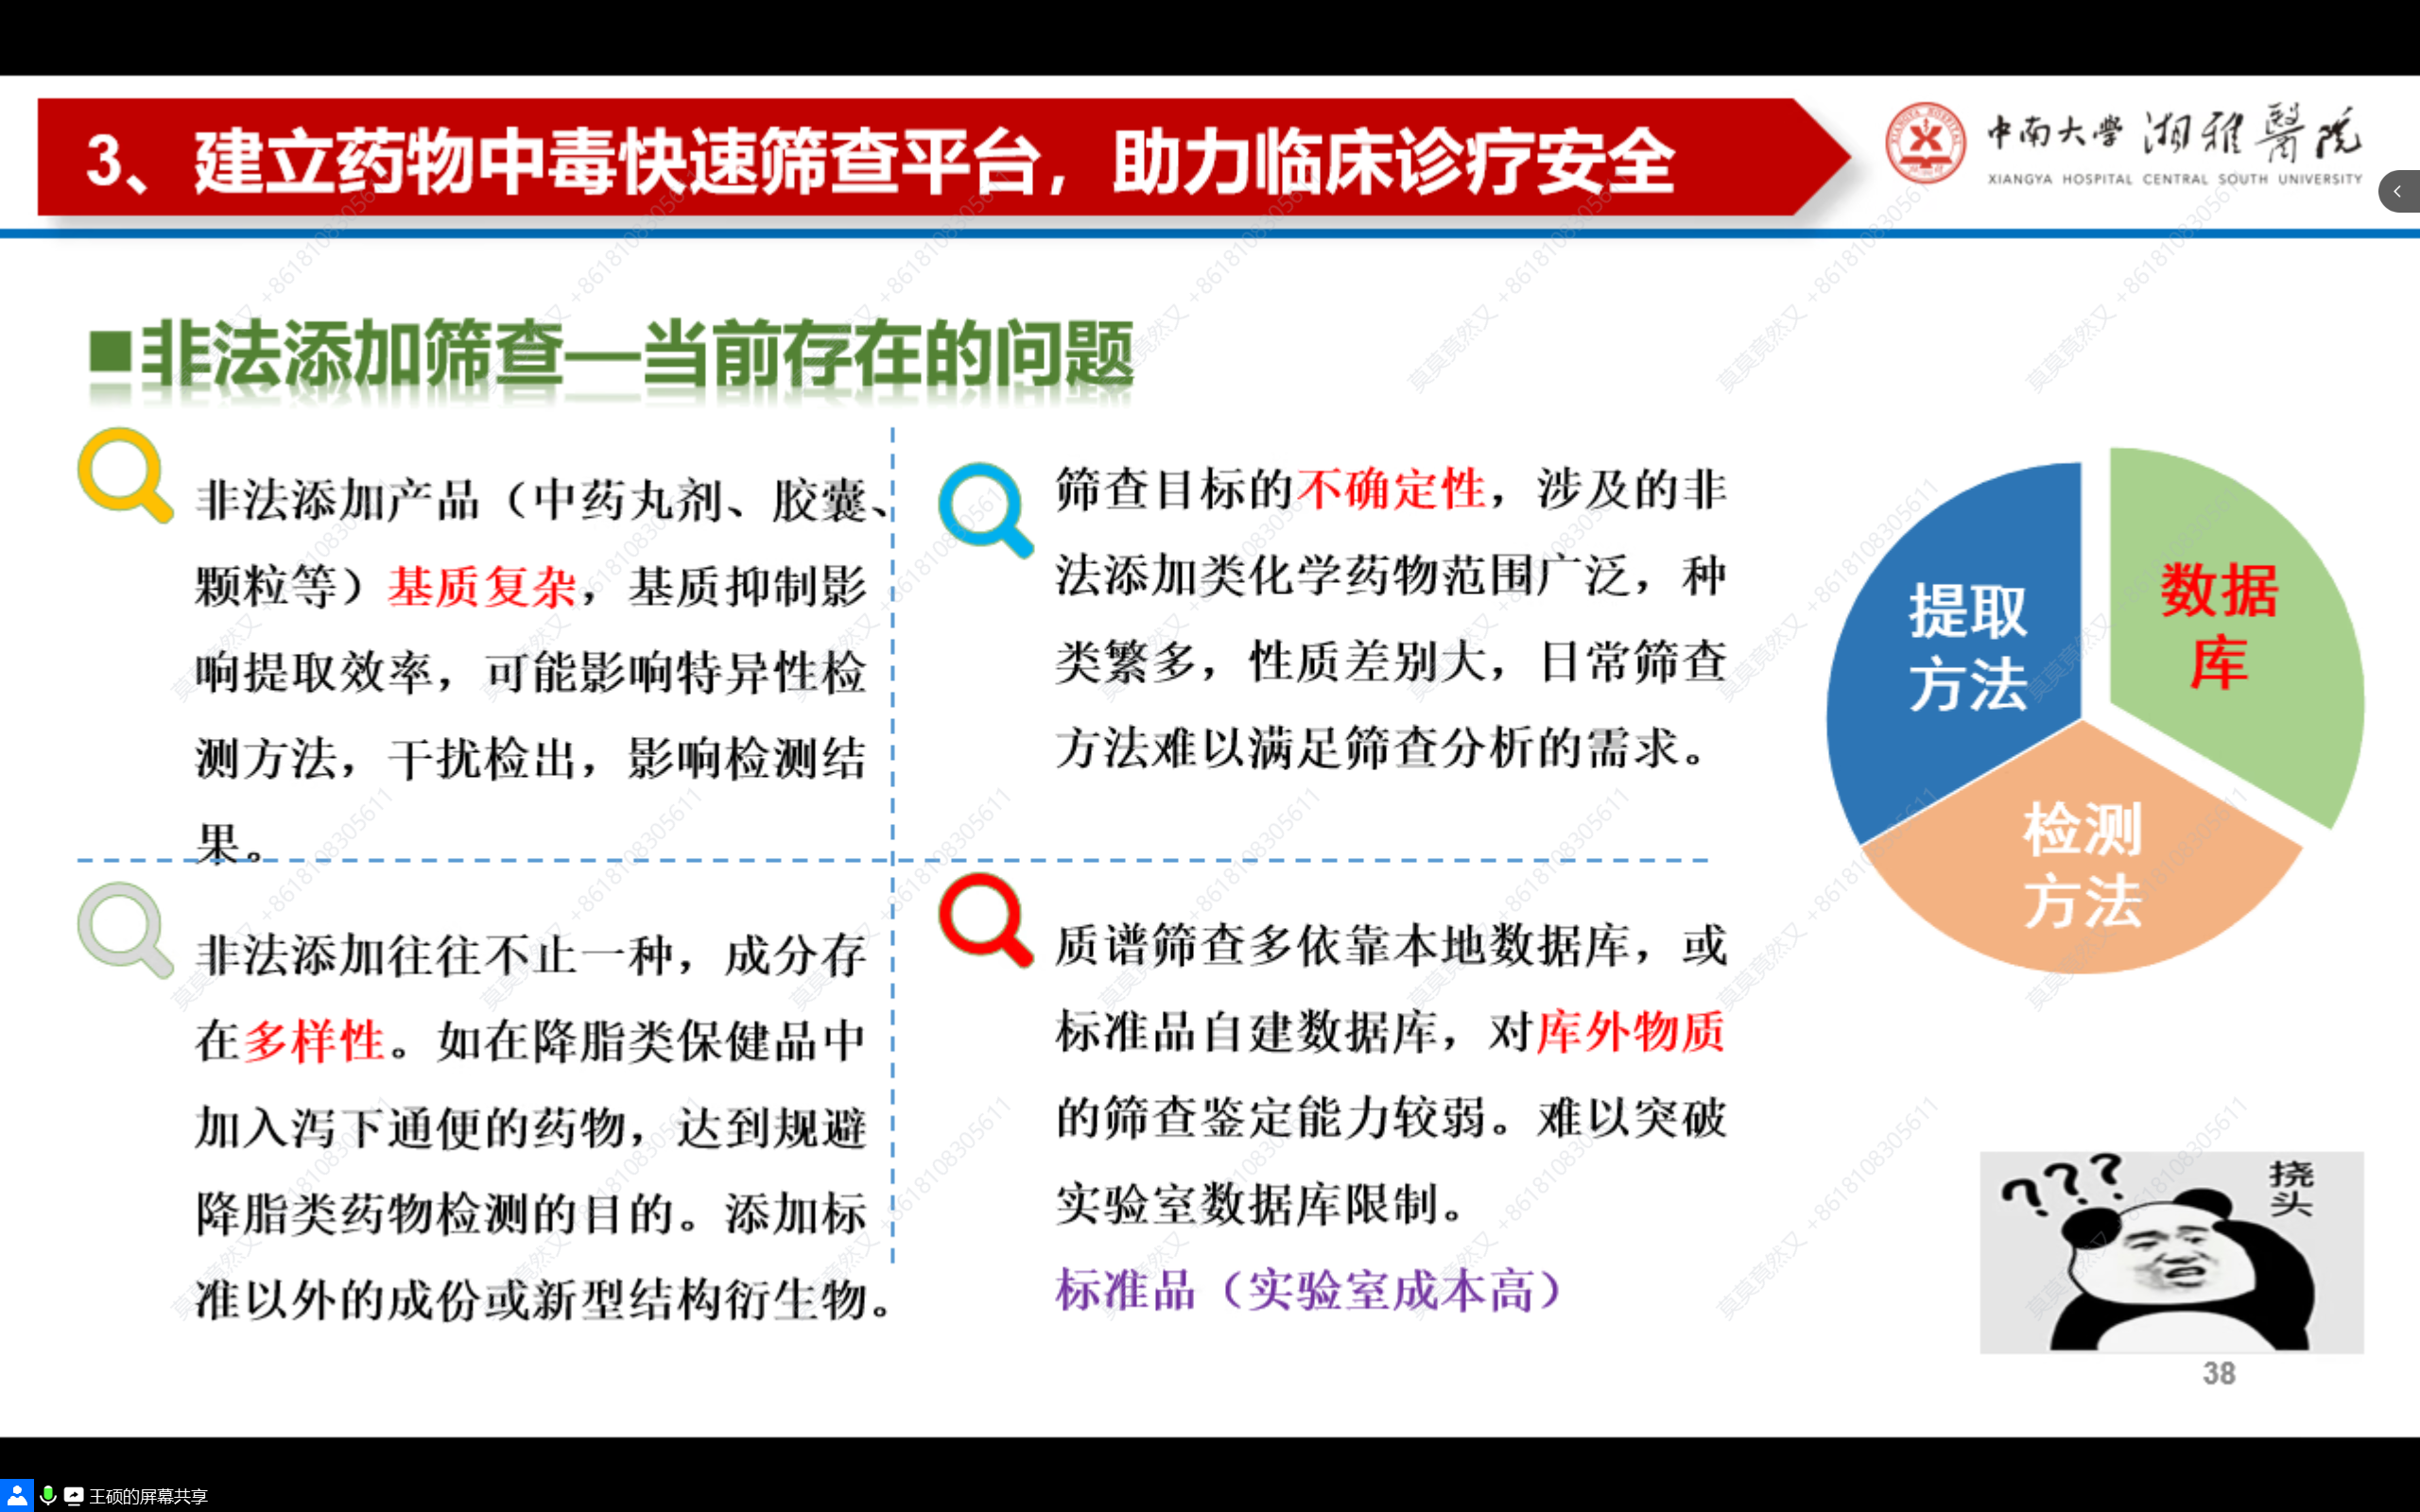 3、建立药物中毒快速筛查平台，助力临床诊疗安全
中南大学 湘雅醫院
XIANGYA HOSPITAL CENTRAL SOUTH UNIVERSITY
非法添加筛查—当前存在的问题
非法添加产品（中药丸剂、胶囊、
颗粒等）基质复杂，基质抑制影
响提取效率，可能影响特异性检
测方法，干扰检出，影响检测结
果。
筛查目标的不确定性，涉及的非
法添加类化学药物范围广泛，种
类繁多，性质差别大，日常筛查
方法难以满足筛查分析的需求。
非法添加往往不止一种，成分存
在多样性。如在降脂类保健品中
加入泻下通便的药物，达到规避
降脂类药物检测的目的。添加标
准以外的成份或新型结构衍生物。
质谱筛查多依靠本地数据库，或
标准品自建数据库，对库外物质
的筛查鉴定能力较弱。难以突破
实验室数据库限制。
标准品（实验室成本高）
提取
方法
数据
库
检测
方法
???
挠
头
38
王硕的屏幕共享
莫莫竟然又 +8618108305611